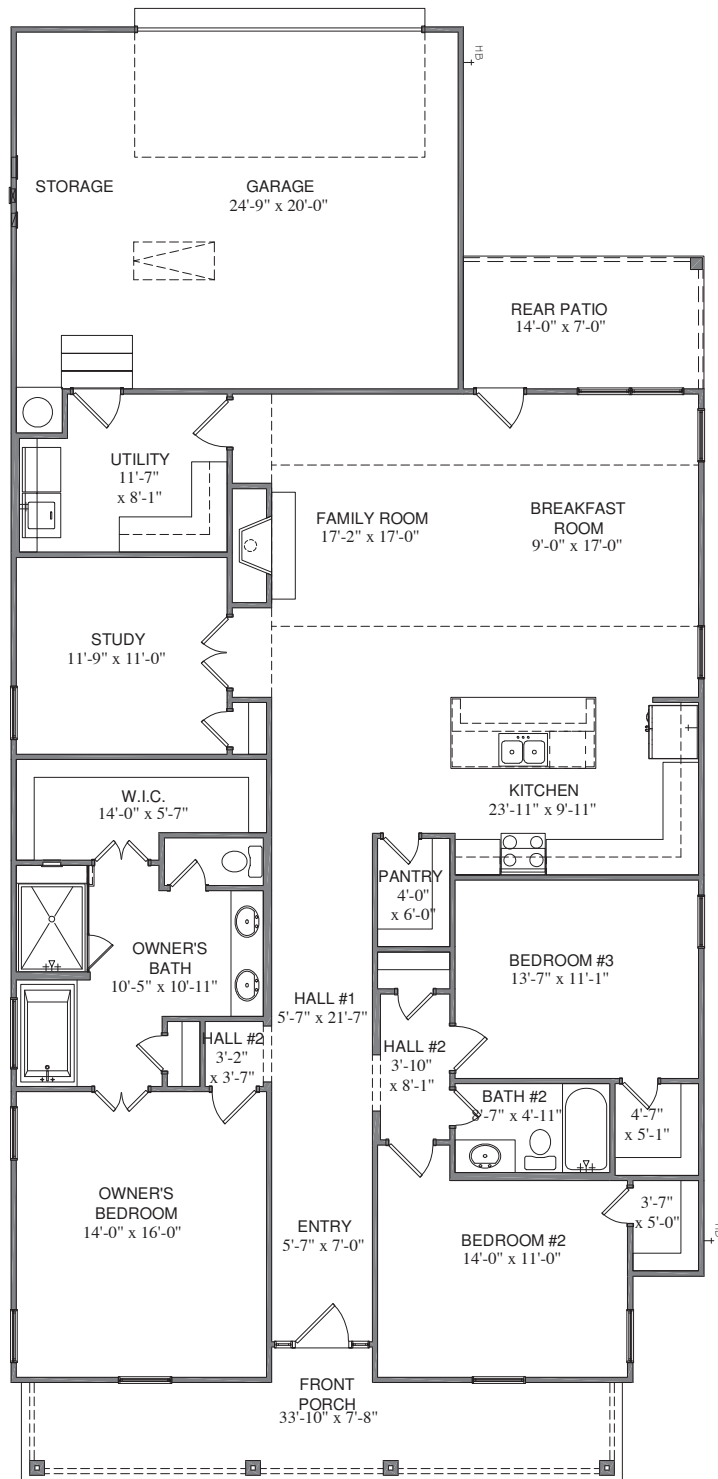 HB
STORAGE
GARAGE
24'-9" x 20'-0"
REAR PATIO
14'-0" x 7'-0"
UTILITY
11'-7"
x 8'-1"
FAMILY ROOM
17'-2" x 17'-0"
BREAKFAST
ROOM
9'-0" x 17'-0"
STUDY
11'-9" x 11'-0"
W.I.C.
14'-0" x 5'-7"
KITCHEN
23'-11" x 9'-11"
PANTRY
4'-0"
x 6'-0"
OWNER'S
BATH
10'-5" x 10'-11"
BEDROOM #3
13'-7" x 11'-1"
HALL #1
5'-7" x 21'-7"
HALL #2
3'-2"
x 3'-7"
HALL #2
3'-10"
x 8'-1"
BATH #2
8'-7" x 4'-11"
4'-7"
x 5'-1"
OWNER'S
BEDROOM
14'-0" x 16'-0"
ENTRY
5'-7" x 7'-0"
BEDROOM #2
14'-0" x 11'-0"
3'-7"
x 5'-0"
HB
FRONT
PORCH
33'-10" x 7'-8"